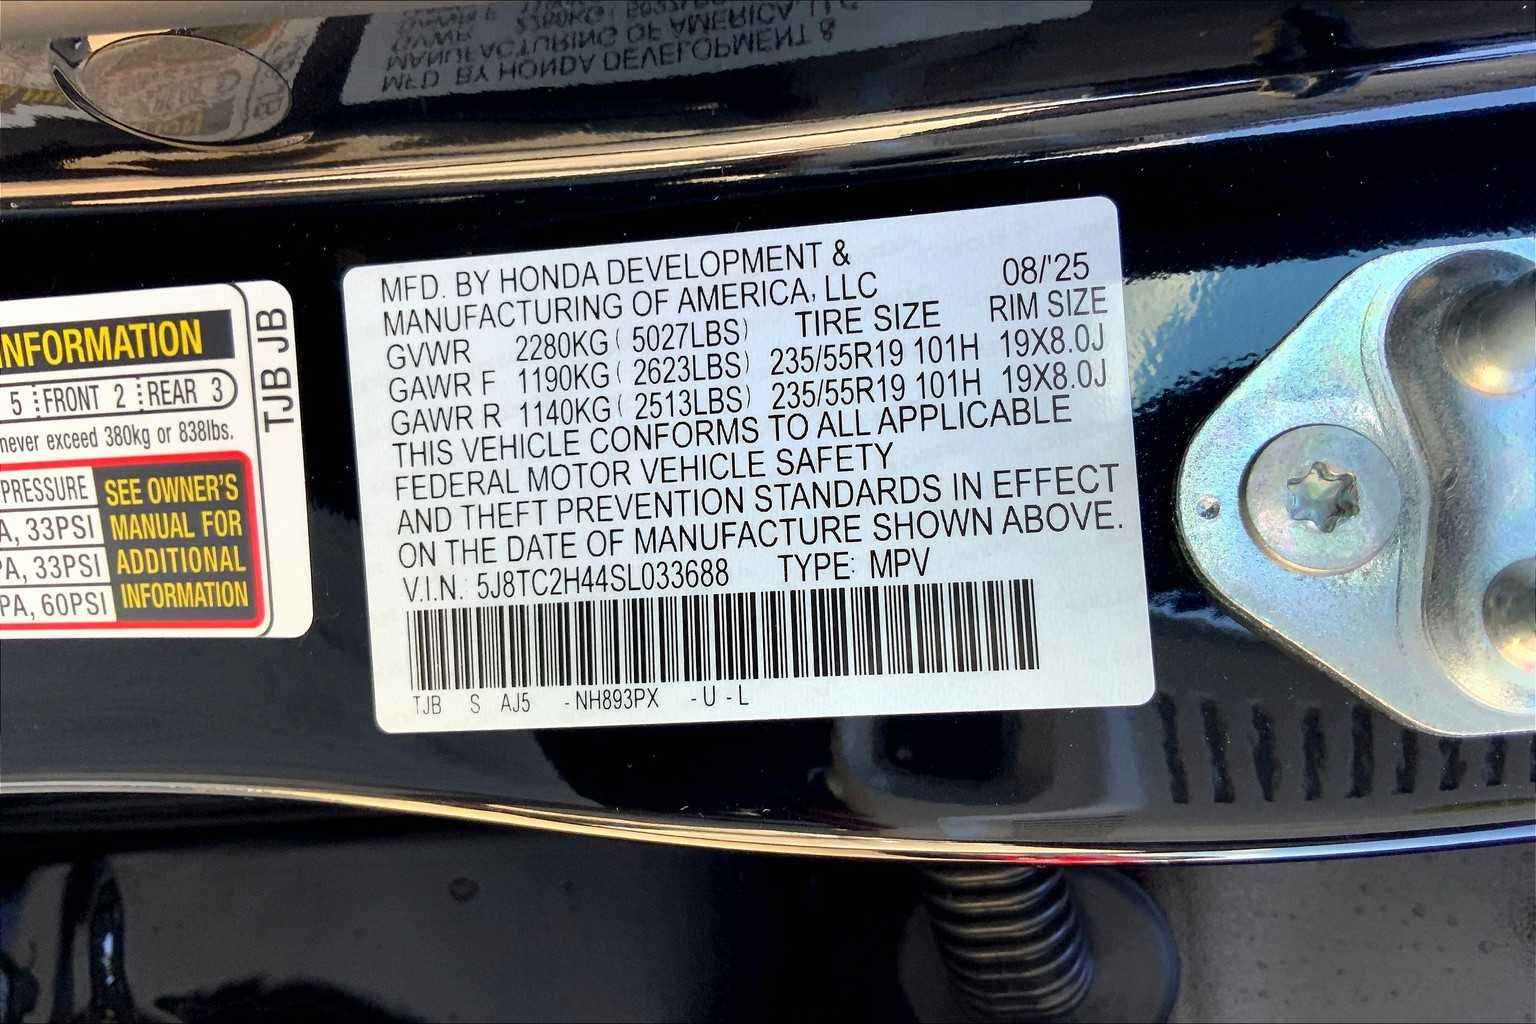 INFORMATION
5 FRONT 2 REAR 3
never exceed 380kg or 838lbs.
PRESSURE
A, 33PSI
PA, 33PSI
PA, 60PSI
SEE OWNER'S
MANUAL FOR
ADDITIONAL
INFORMATION
TJB JB
MFD. BY HONDA DEVELOPMENT &
MANUFACTURING OF AMERICA, LLC 08/'25
GVWR 2280KG ( 5027LBS) TIRE SIZE RIM SIZE
GAWR F 1190KG ( 2623LBS) 235/55R19 101H 19X8.0J
GAWR R 1140KG ( 2513LBS) 235/55R19 101H 19X8.0J
THIS VEHICLE CONFORMS TO ALL APPLICABLE
FEDERAL MOTOR VEHICLE SAFETY
AND THEFT PREVENTION STANDARDS IN EFFECT
ON THE DATE OF MANUFACTURE SHOWN ABOVE.
V.I.N. 5J8TC2H44SL033688 TYPE: MPV
TJB S AJ5 -NH893PX -U-L